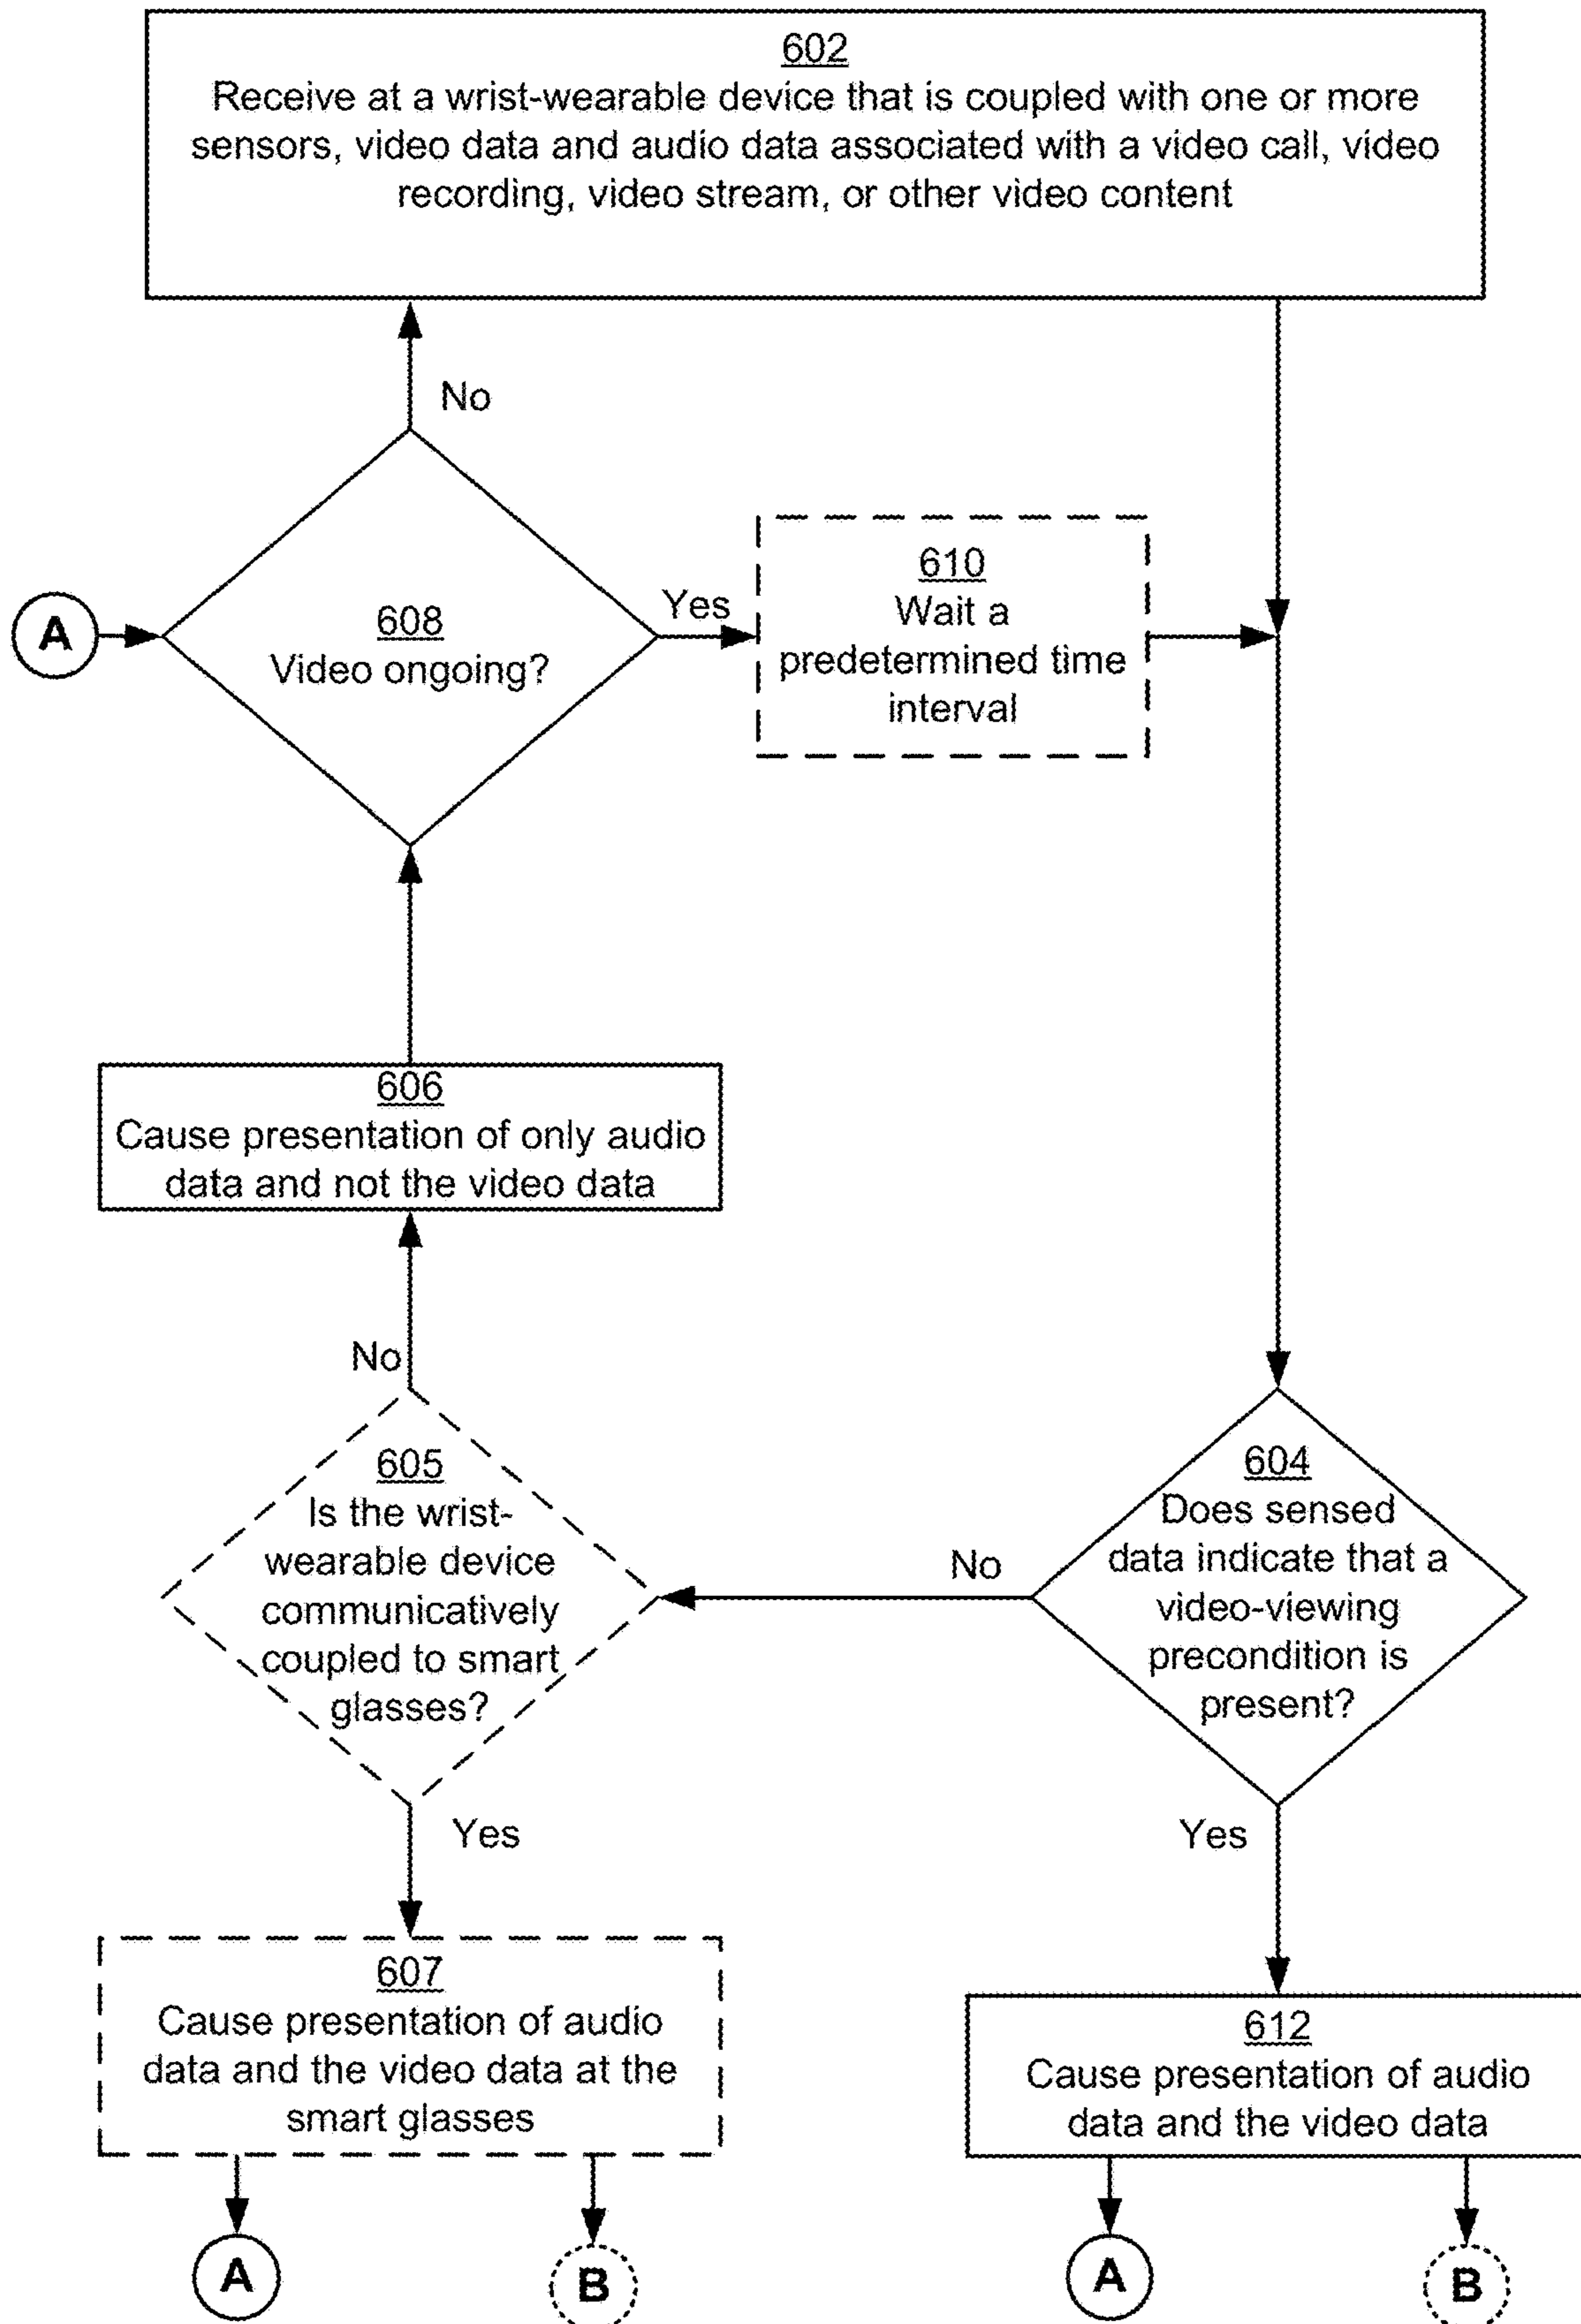 602
Receive at a wrist-wearable device that is coupled with one or more
sensors, video data and audio data associated with a video call, video
recording, video stream, or other video content
No
A
608
Video ongoing?
Yes
610
Wait a
predetermined time
interval
606
Cause presentation of only audio
data and not the video data
No
605
Is the wrist-
wearable device
communicatively
coupled to smart
glasses?
No
604
Does sensed
data indicate that a
video-viewing
precondition is
present?
Yes
Yes
607
Cause presentation of audio
data and the video data at the
smart glasses
612
Cause presentation of audio
data and the video data
A
B
A
B